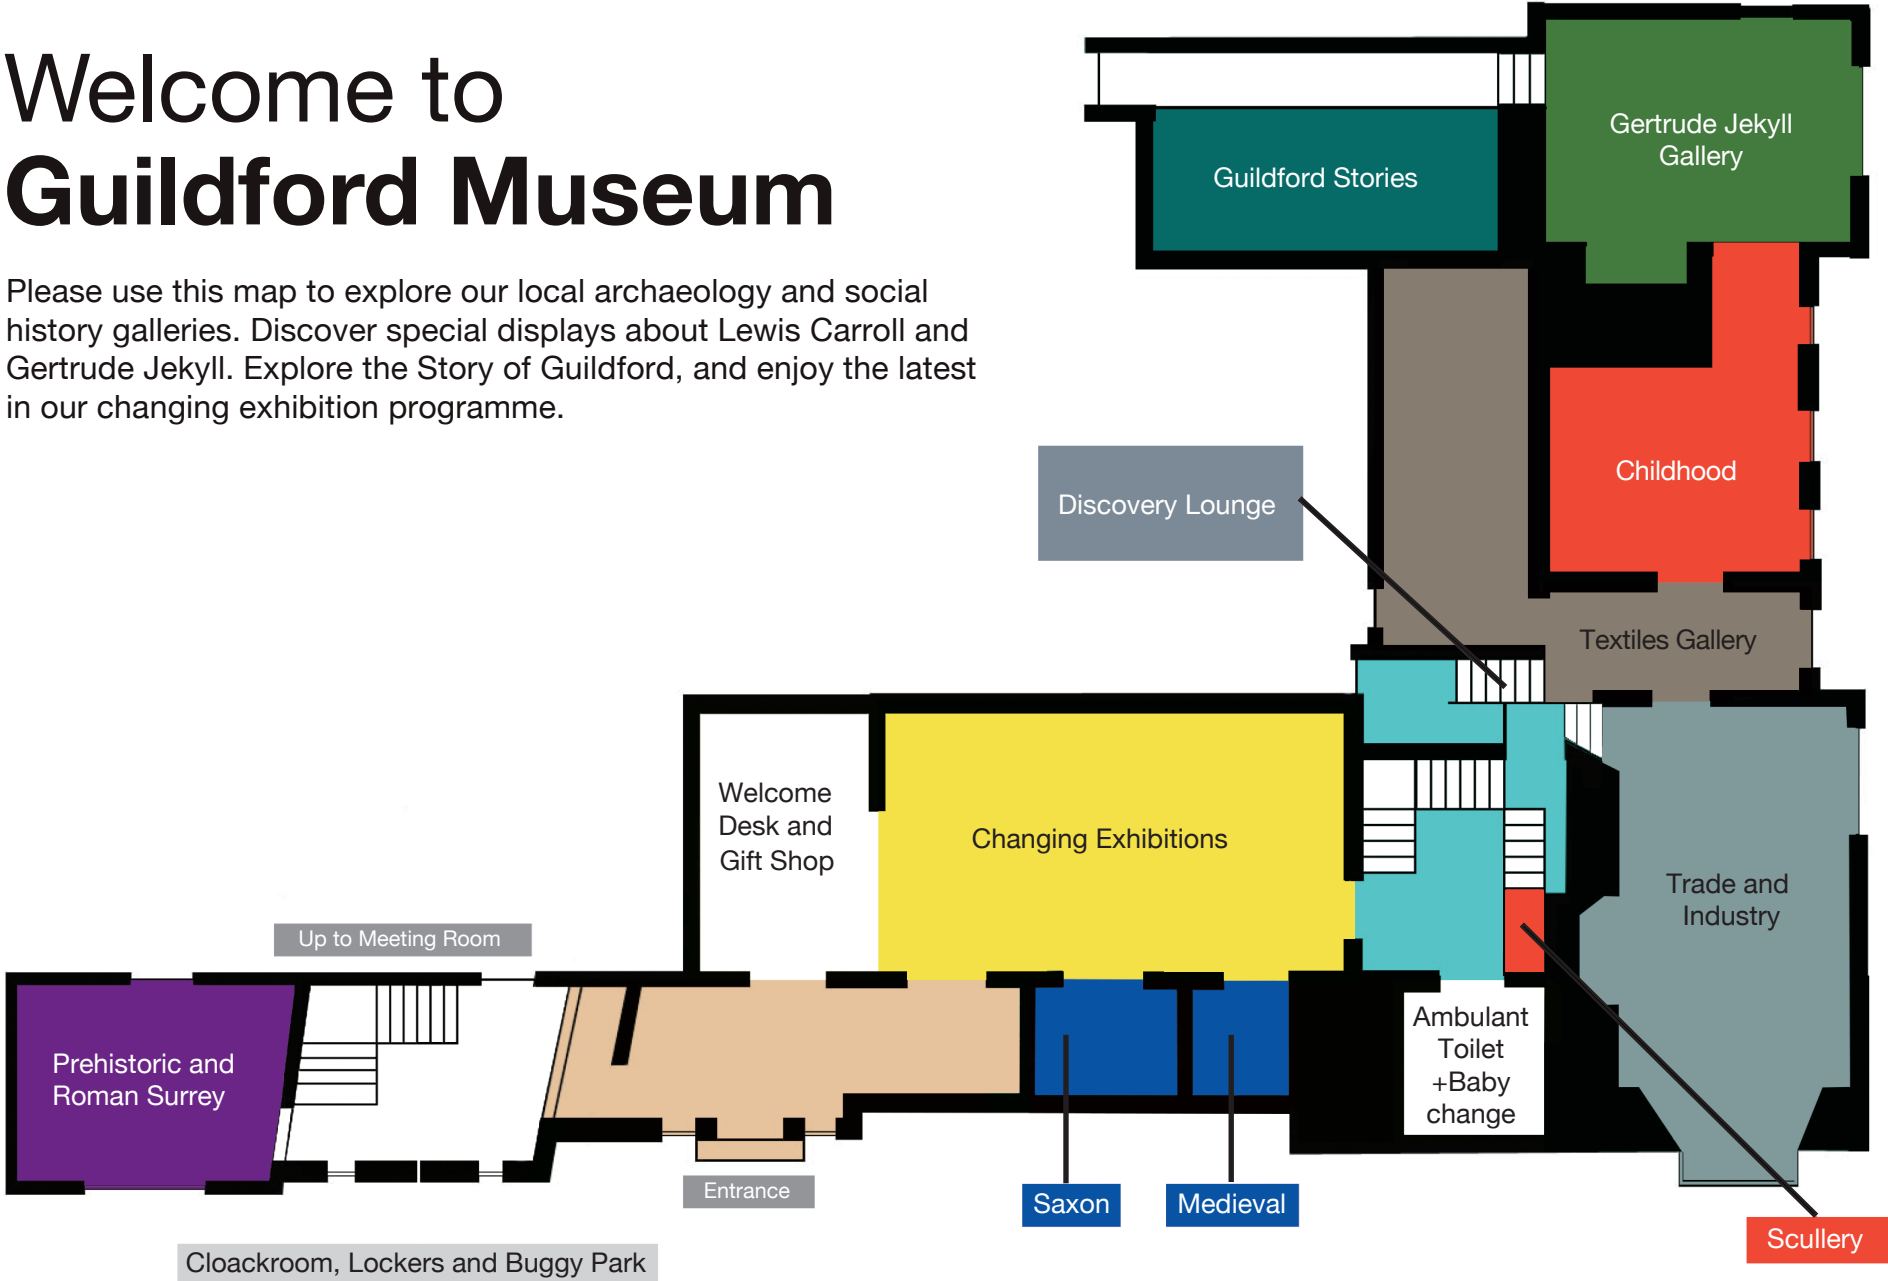 Welcome to
Guildford Museum
Please use this map to explore our local archaeology and social
history galleries. Discover special displays about Lewis Carroll and
Gertrude Jekyll. Explore the Story of Guildford, and enjoy the latest
in our changing exhibition programme.
Guildford Stories
Gertrude Jekyll
Gallery
Childhood
Discovery Lounge
Textiles Gallery
Welcome
Desk and
Gift Shop
Changing Exhibitions
Trade and
Industry
Up to Meeting Room
Prehistoric and
Roman Surrey
Ambulant
Toilet
+Baby
change
Entrance
Saxon
Medieval
Scullery
Cloackroom, Lockers and Buggy Park